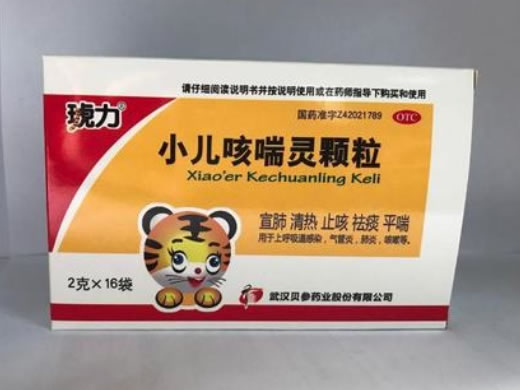 请仔细阅读说明书并按说明使用或在药师指导下购买和使用
琥力®
国药准字Z42021789
OTC
小儿咳喘灵颗粒
Xiao'er Kechuanling Keli
宣肺 清热 止咳 祛痰 平喘
用于上呼吸道感染，气管炎，肺炎，咳嗽等。
王
2克×16袋
武汉贝参药业股份有限公司